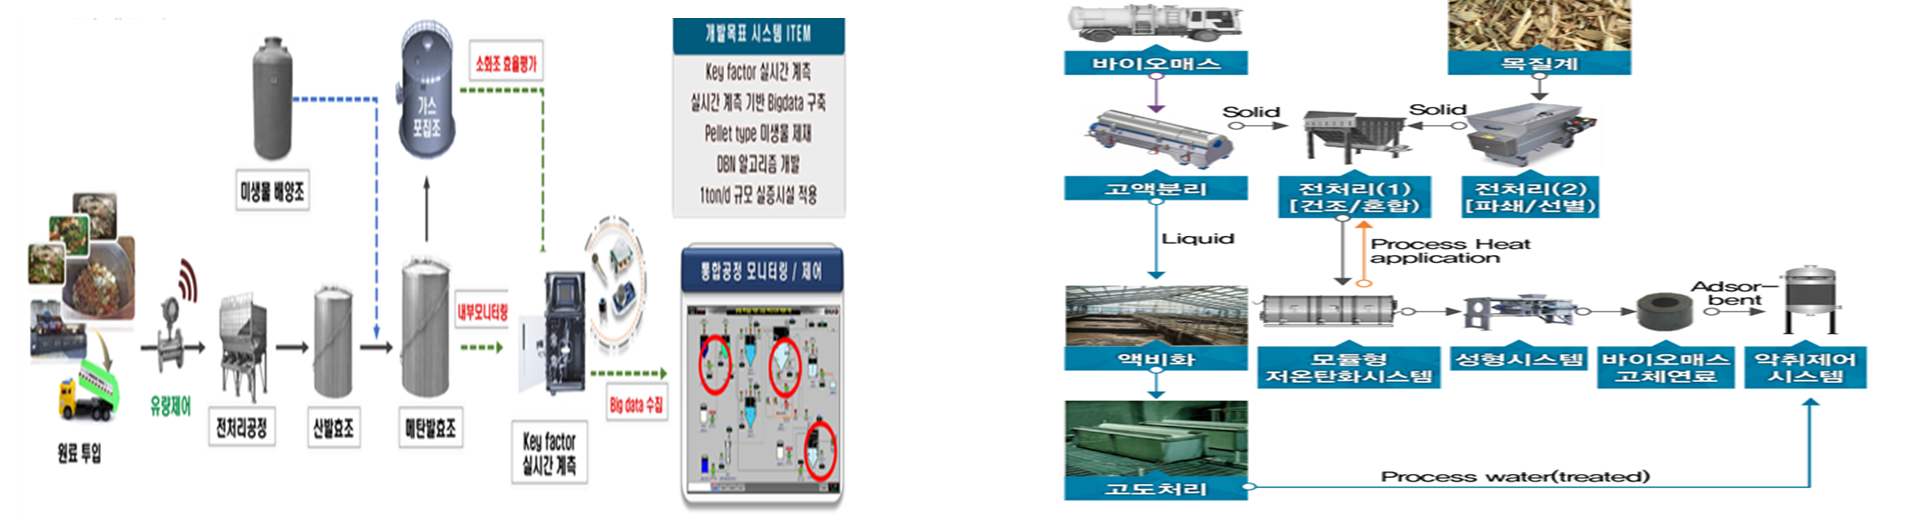 미생물 배양조
가스
포집조
소화조 효율평가
개발목표 시스템 ITEM
Key factor 실시간 계측
실시간 계측 기반 Bigdata 구축
Pellet type 미생물 제재
DBN 알고리즘 개발
1ton/d 규모 실증시설 적용
통합공정 모니터링 / 제어
내부모니터링
Big data 수집
유량제어
원료 투입
전처리공정
산발효조
메탄발효조
Key factor
실시간 계측
바이오매스
목질계
Solid
Solid
고액분리
전처리(1)
[건조/혼합]
전처리(2)
[파쇄/선별]
Liquid
Process Heat
application
Adsor-
bent
액비화
모듈형
저온탄화시스템
성형시스템
바이오매스
고체연료
악취제어
시스템
고도처리
Process water(treated)